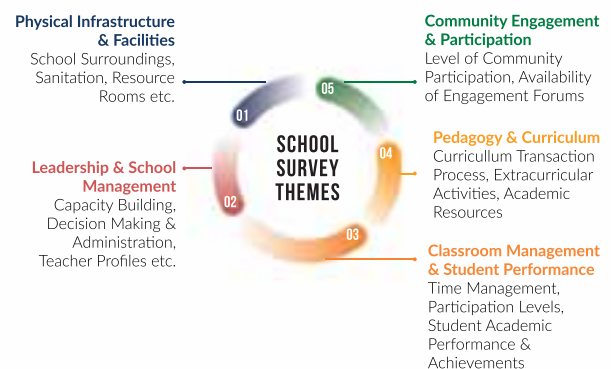 Physical Infrastructure
& Facilities
School Surroundings,
Sanitation, Resource
Rooms etc.
01
Leadership & School
Management
Capacity Building,
Decision Making &
Administration,
Teacher Profiles etc.
02
SCHOOL
SURVEY
THEMES
Community Engagement
& Participation
Level of Community
Participation, Availability
of Engagement Forums
05
Pedagogy & Curriculum
Curricullum Transaction
Process, Extracurricular
Activities, Academic
Resources
04
Classroom Management
& Student Performance
Time Management,
Participation Levels,
Student Academic
Performance &
Achievements
03